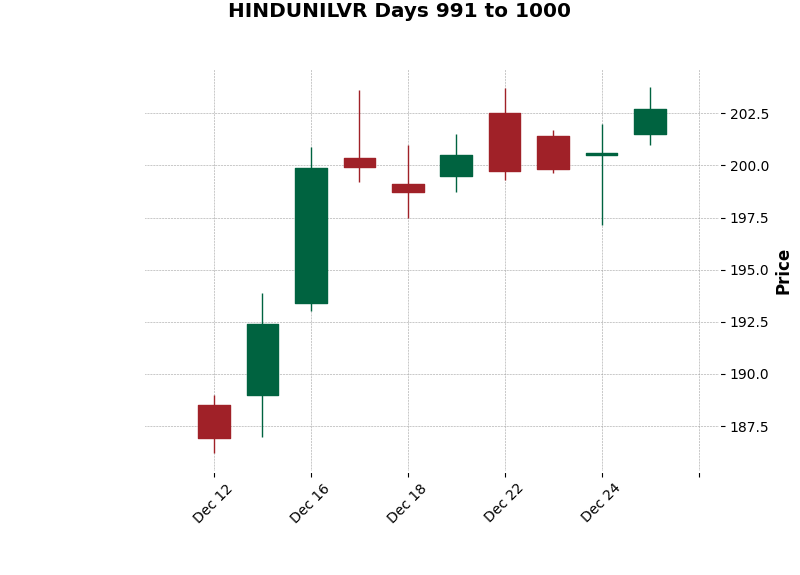 HINDUNILVR Days 991 to 1000
202.5
200.0
197.5
195.0
192.5
190.0
187.5
Price
Dec 12
Dec 16
Dec 18
Dec 22
Dec 24